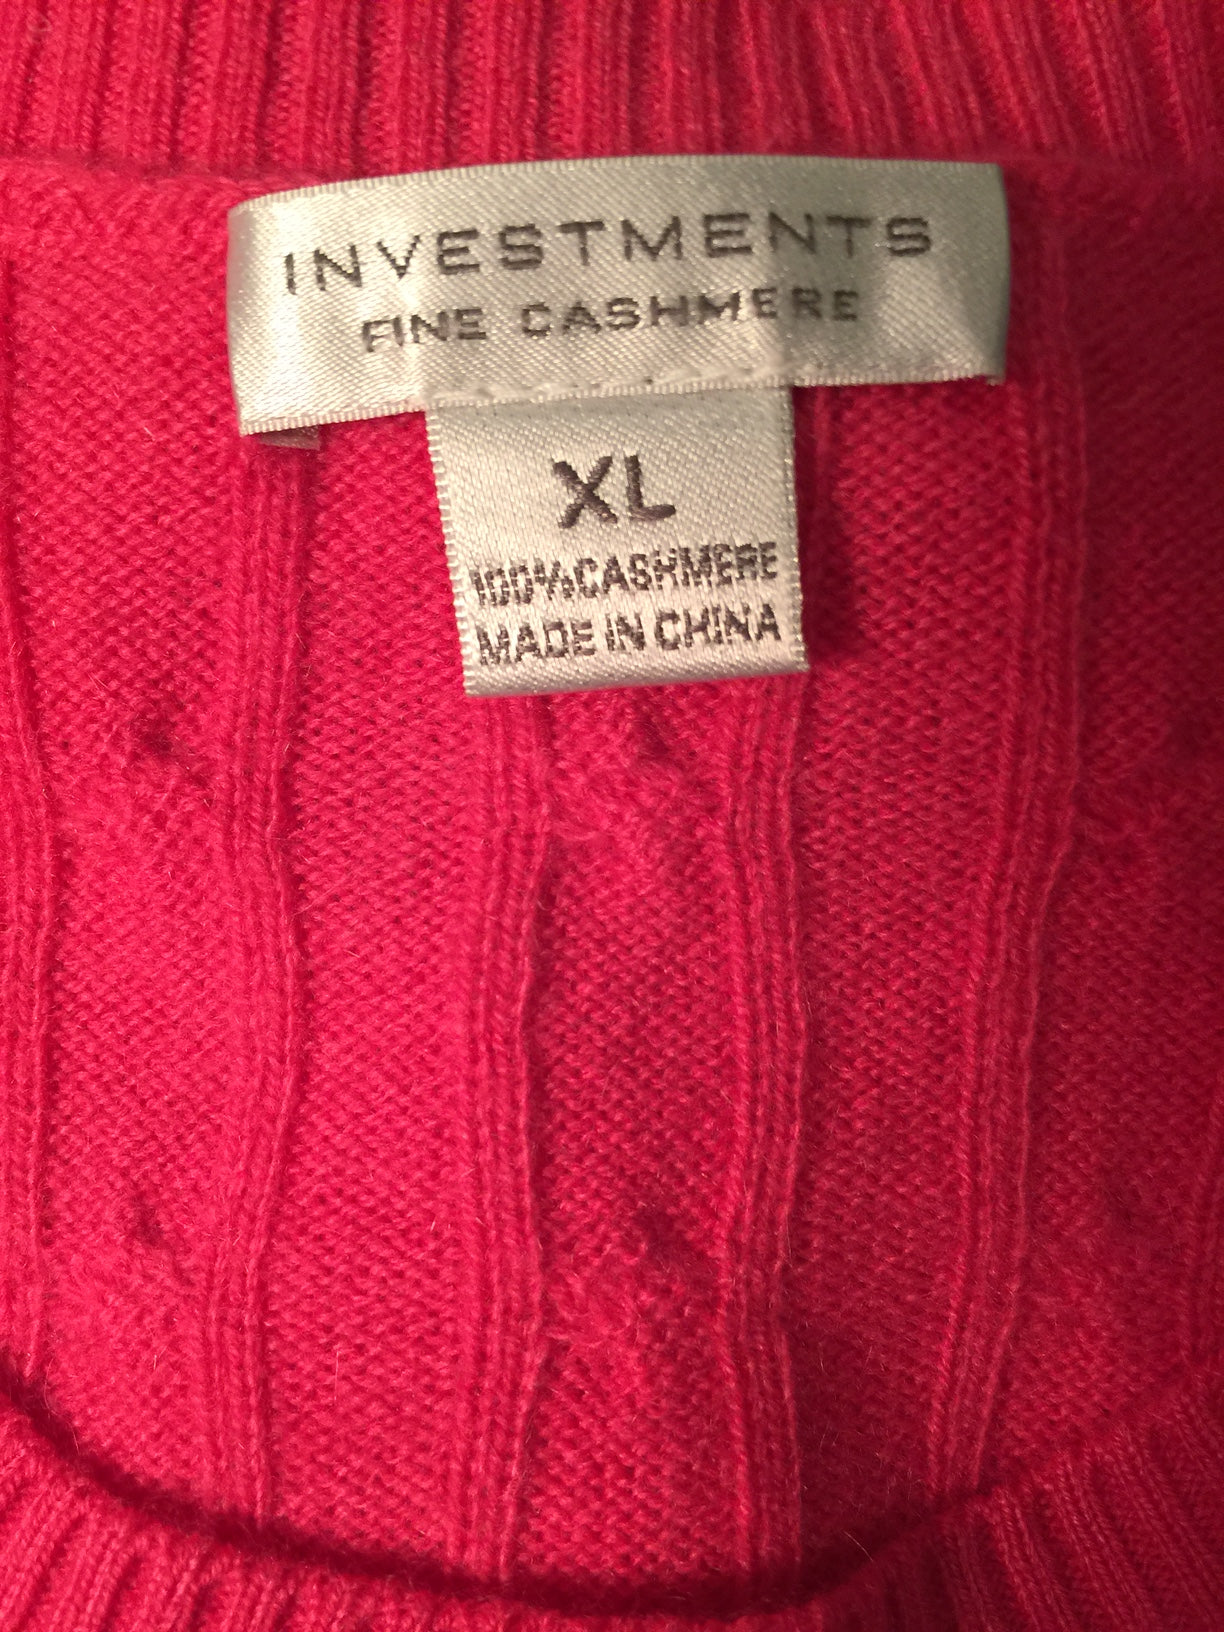 INVESTMENTS
FINE CASHMERE
XL
100%CASHMERE
MADE IN CHINA